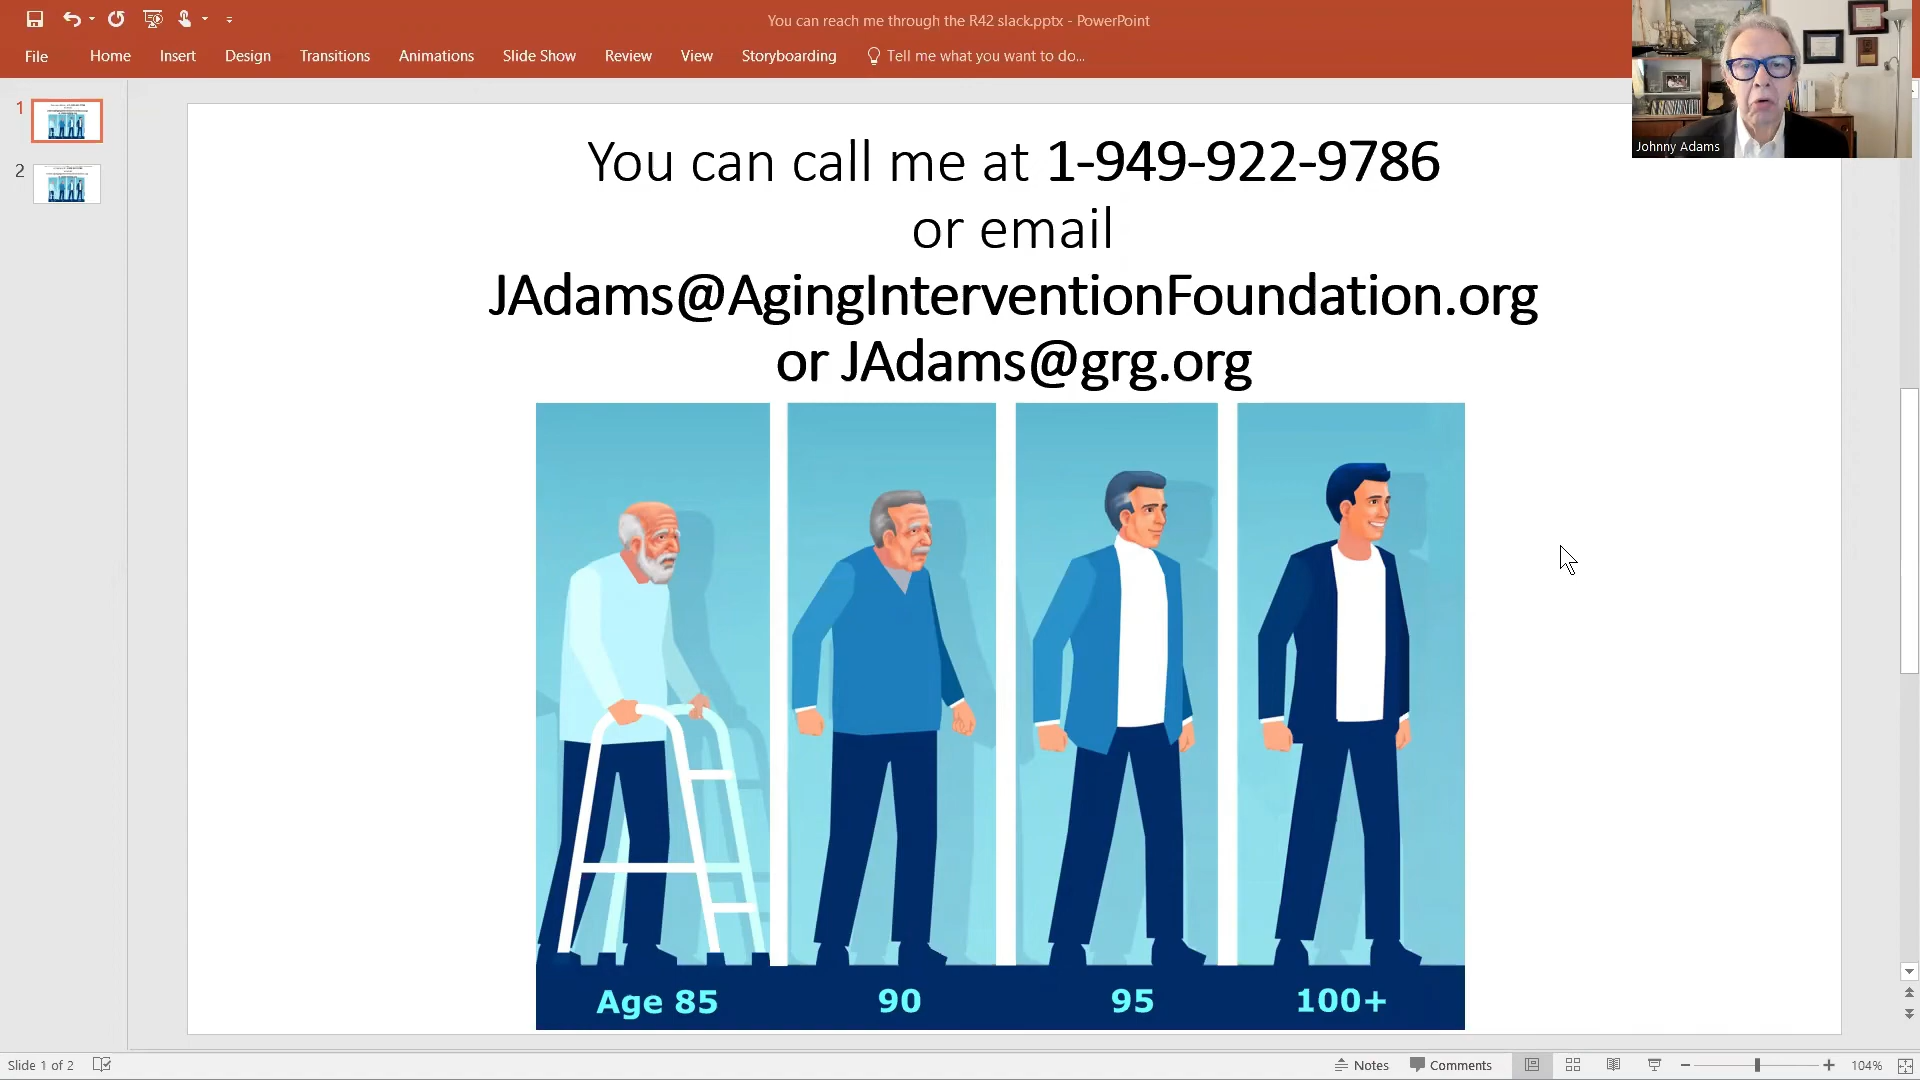 You can reach me through the R42 slack.pptx - PowerPoint
File Home Insert Design Transitions Animations Slide Show Review View Storyboarding Tell me what you want to do...
Johnny Adams
1
2
You can call me at 1-949-922-9786
or email
JAdams@AgingInterventionFoundation.org
or JAdams@grg.org
Age 85 90 95 100+
Slide 1 of 2 Notes Comments 104%